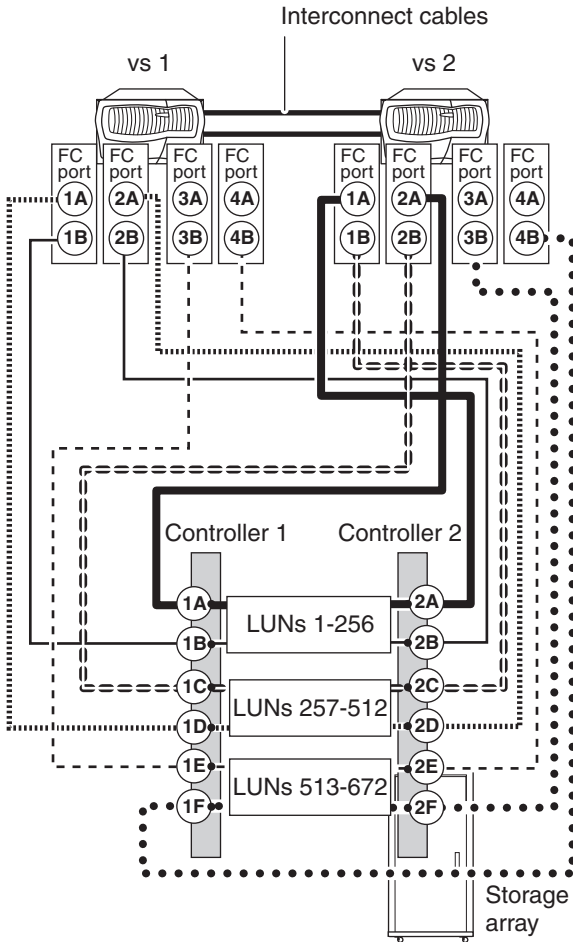 Interconnect cables
vs 1
vs 2
FC port
FC port
FC port
FC port
FC port
FC port
FC port
FC port
1A
2A
3A
4A
1A
2A
3A
4A
1B
2B
3B
4B
1B
2B
3B
4B
Controller 1
Controller 2
1A
LUNs 1-256
2A
1B
2B
1C
LUNs 257-512
2C
1D
2D
1E
LUNs 513-672
2E
1F
2F
Storage
array